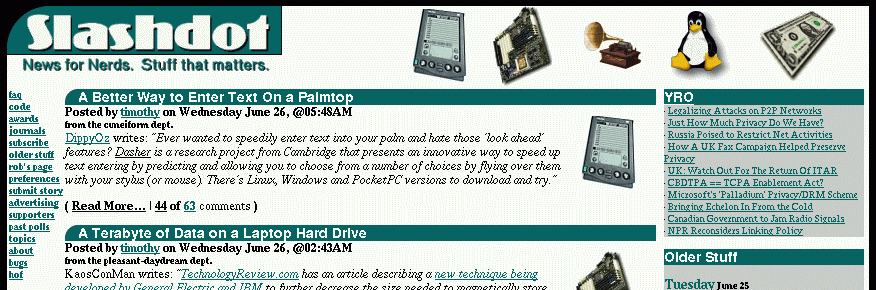 Slashdot
News for Nerds. Stuff that matters.
faq
code
awards
journals
subscribe
older stuff
rob's page
preferences
submit story
advertising
supporters
past polls
topics
about
bugs
hof
A Better Way to Enter Text On a Palmtop
Posted by timothy on Wednesday June 26, @05:48AM
from the cuneiform dept.
DippyOz writes: "Ever wanted to speedily enter text into your palm and hate those 'look ahead'
features? Dasher is a research project from Cambridge that presents an innovative way to speed up
text entering by predicting and allowing you to choose from a number of choices by flying over them
with your stylus (or mouse). There's Linux, Windows and PocketPC versions to download and try."
( Read More... | 44 of 63 comments )
A Terabyte of Data on a Laptop Hard Drive
Posted by timothy on Wednesday June 26, @02:43AM
from the pleasant-daydream dept.
KaosConMan writes: "TechnologyReview.com has an article describing a new technique being
developed by General Electric and IBM to further decrease the size needed to magnetically store
YRO
· Legalizing Attacks on P2P Networks
· Just How Much Privacy Do We Have?
· Russia Poised to Restrict Net Activities
· How A UK Fax Campaign Helped Preserve
Privacy
· UK: Watch Out For The Return Of ITAR
· CBDTPA == TCPA Enablement Act?
· Microsoft's 'Palladium' Privacy/DRM Scheme
· Bringing Echelon In From the Cold
· Canadian Government to Jam Radio Signals
· NPR Reconsiders Linking Policy
Older Stuff
Tuesday June 25